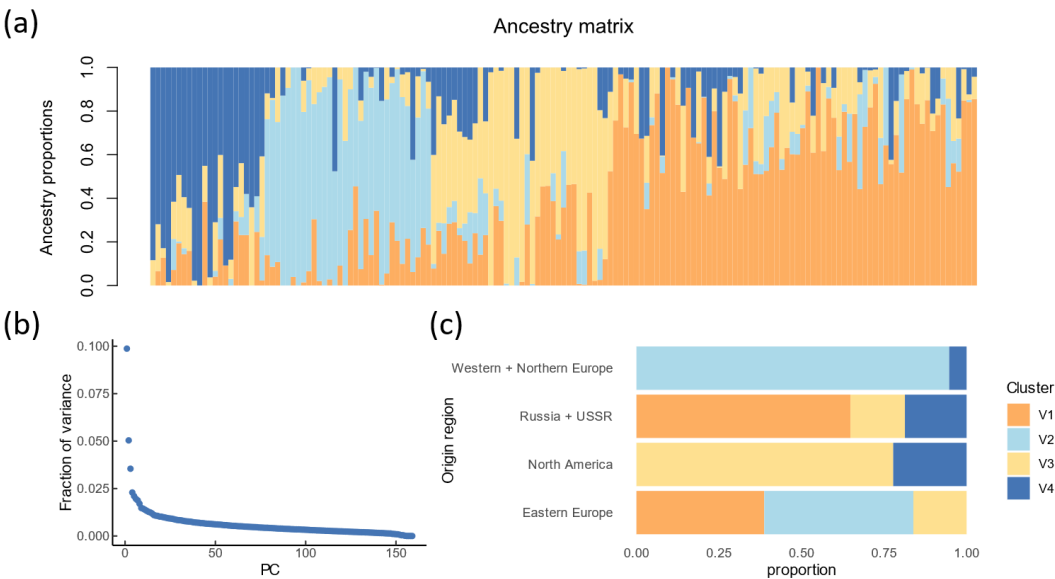 (a)
Ancestry matrix
Ancestry proportions
1.0
0.8
0.6
0.4
0.2
0.0
(b)
Fraction of variance
0.100
0.075
0.050
0.025
0.000
0
50
100
150
PC
(c)
Origin region
Western + Northern Europe
Russia + USSR
North America
Eastern Europe
0.00
0.25
0.50
0.75
1.00
proportion
Cluster
V1
V2
V3
V4